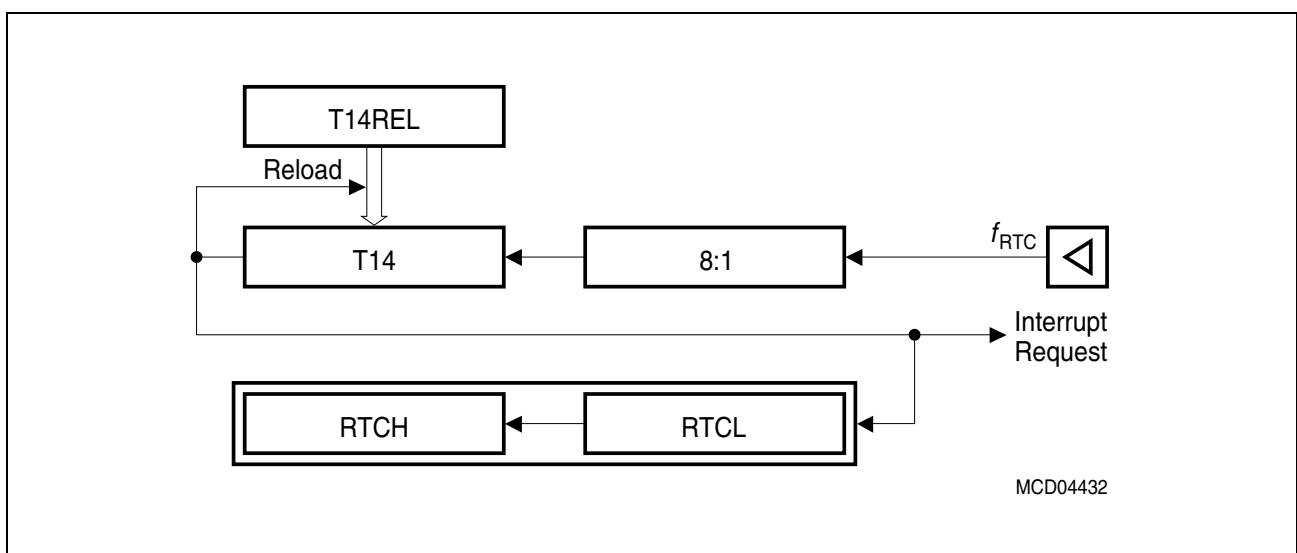 T14REL
Reload
T14
8:1
fRTC
Interrupt
Request
RTCH
RTCL
MCD04432